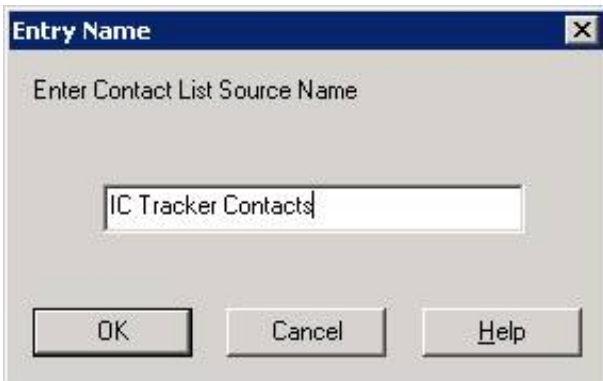 Entry Name
Enter Contact List Source Name
IC Tracker Contacts
OK Cancel Help